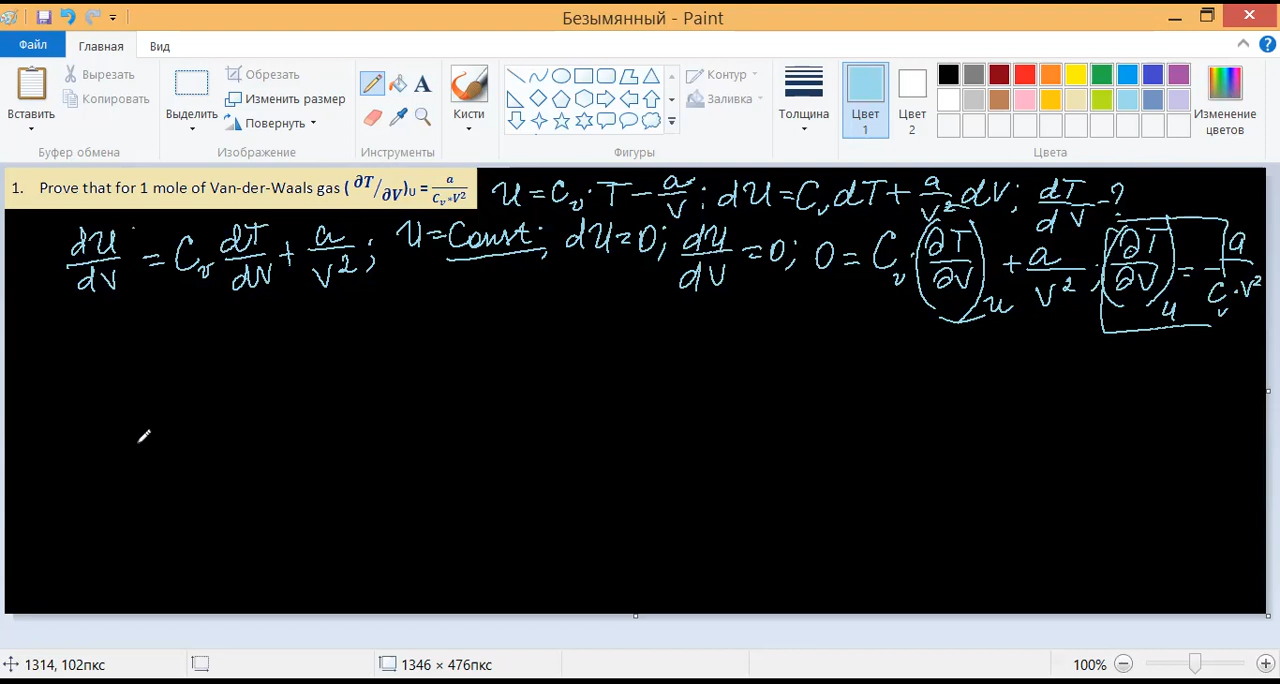 Безымянный - Paint
Файл Главная Вид
Вставить
Вырезать
Копировать
Буфер обмена
Выделить
Обрезать
Изменить размер
Повернуть
Изображение
Инструменты
Кисти
Контур
Заливка
Фигуры
Толщина
Цвет 1
Цвет 2
Изменение цветов
Цвета
1. Prove that for 1 mole of Van-der-Waals gas ( ∂T/∂V)U = a/(Cv*V²)
U = Cv · T − a/V ; dU = Cv dT + a/V² dV; dT/dV - ?
dU/dV = Cv dT/dV + a/V² ; U = Const; dU = 0; dU/dV = 0; 0 = Cv · (∂T/∂V)u + a/V² ; (∂T/∂V)u = − a/(Cv · V²)
1314, 102пкс 1346 × 476пкс 100%